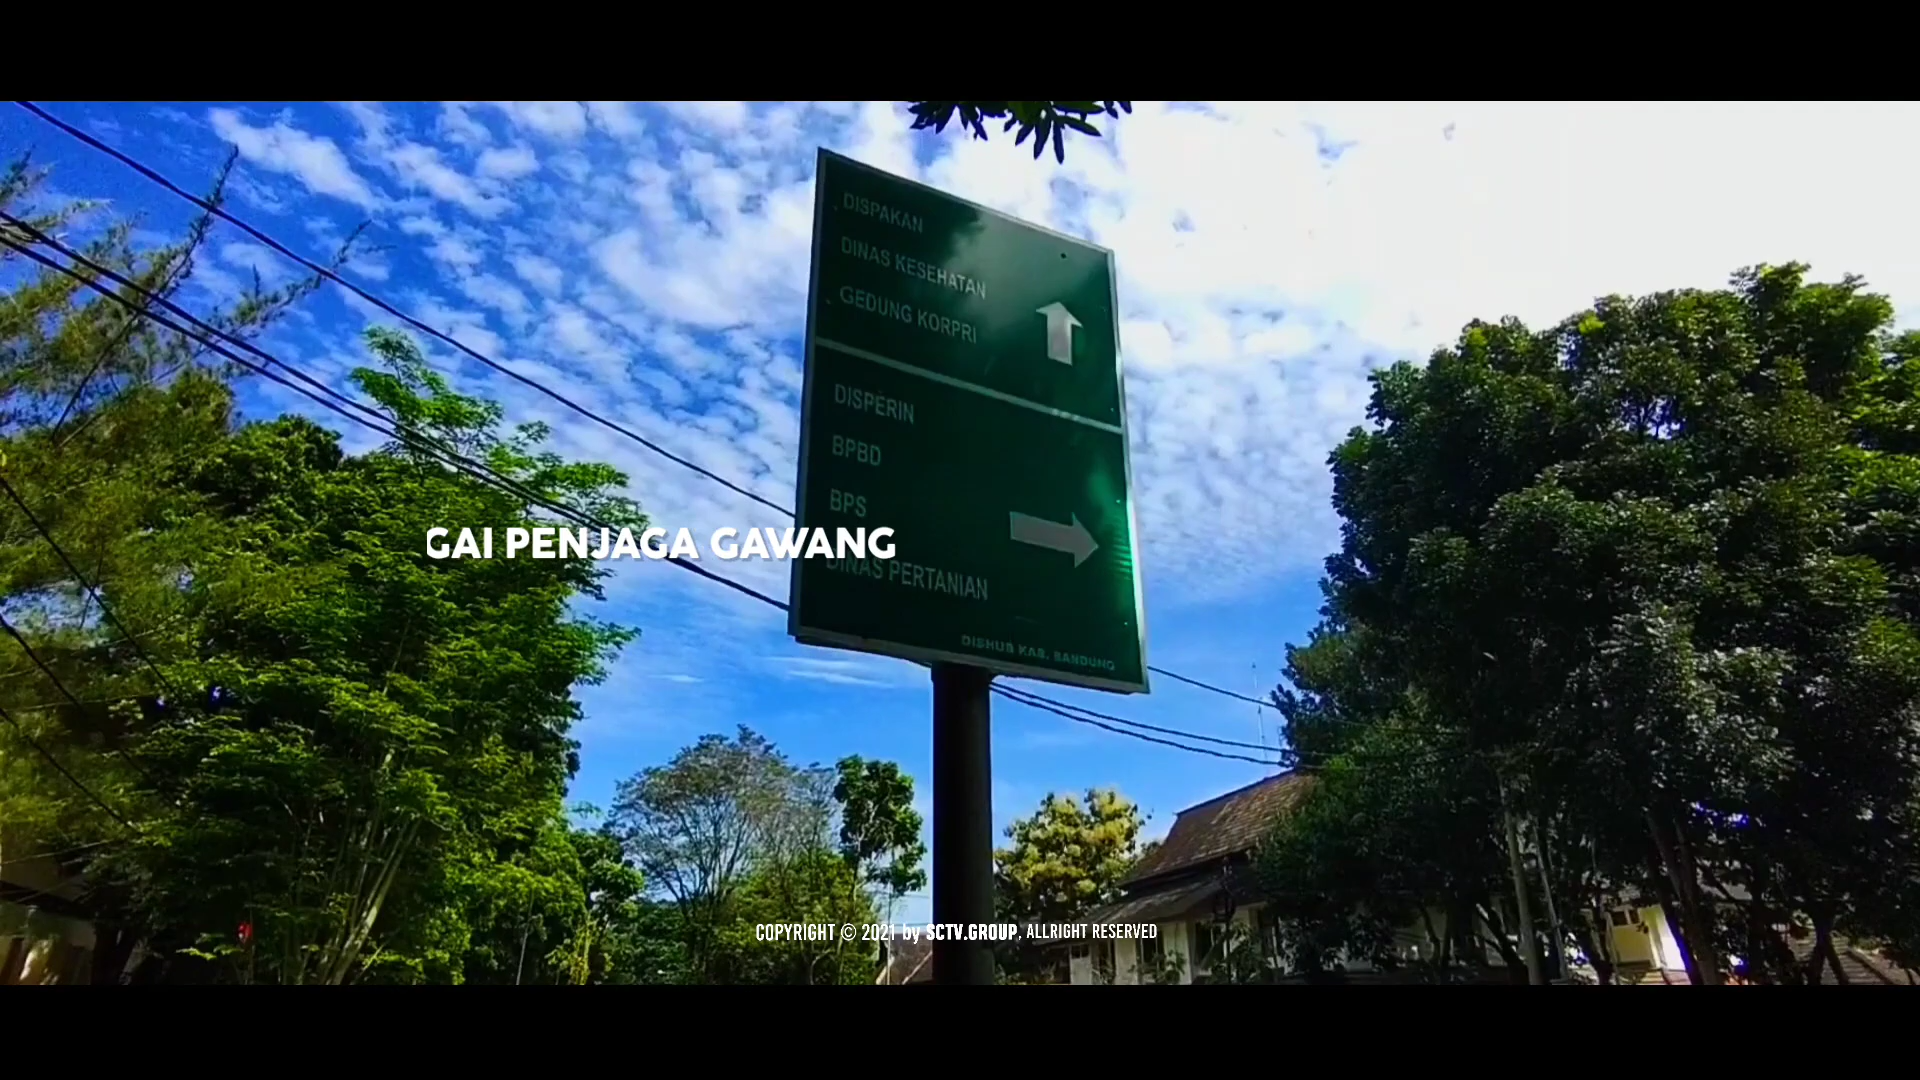 DISPAKAN
DINAS KESEHATAN
GEDUNG KORPRI
DISPERIN
BPBD
BPS
GAI PENJAGA GAWANG
DINAS PERTANIAN
DISHUB KAB. BANDUNG
COPYRIGHT © 2021 by SCTV.GROUP, ALLRIGHT RESERVED